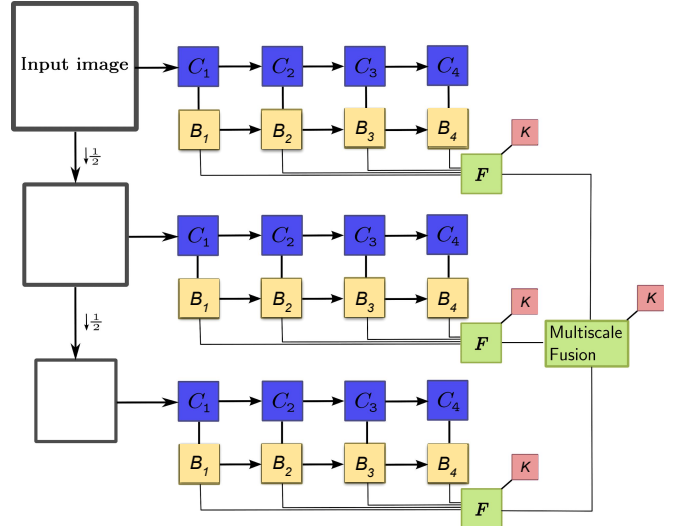 Input image
C1 C2 C3 C4
B1 B2 B3 B4
K
F
↓1/2
C1 C2 C3 C4
B1 B2 B3 B4
K
F
K
Multiscale
Fusion
↓1/2
C1 C2 C3 C4
B1 B2 B3 B4
K
F